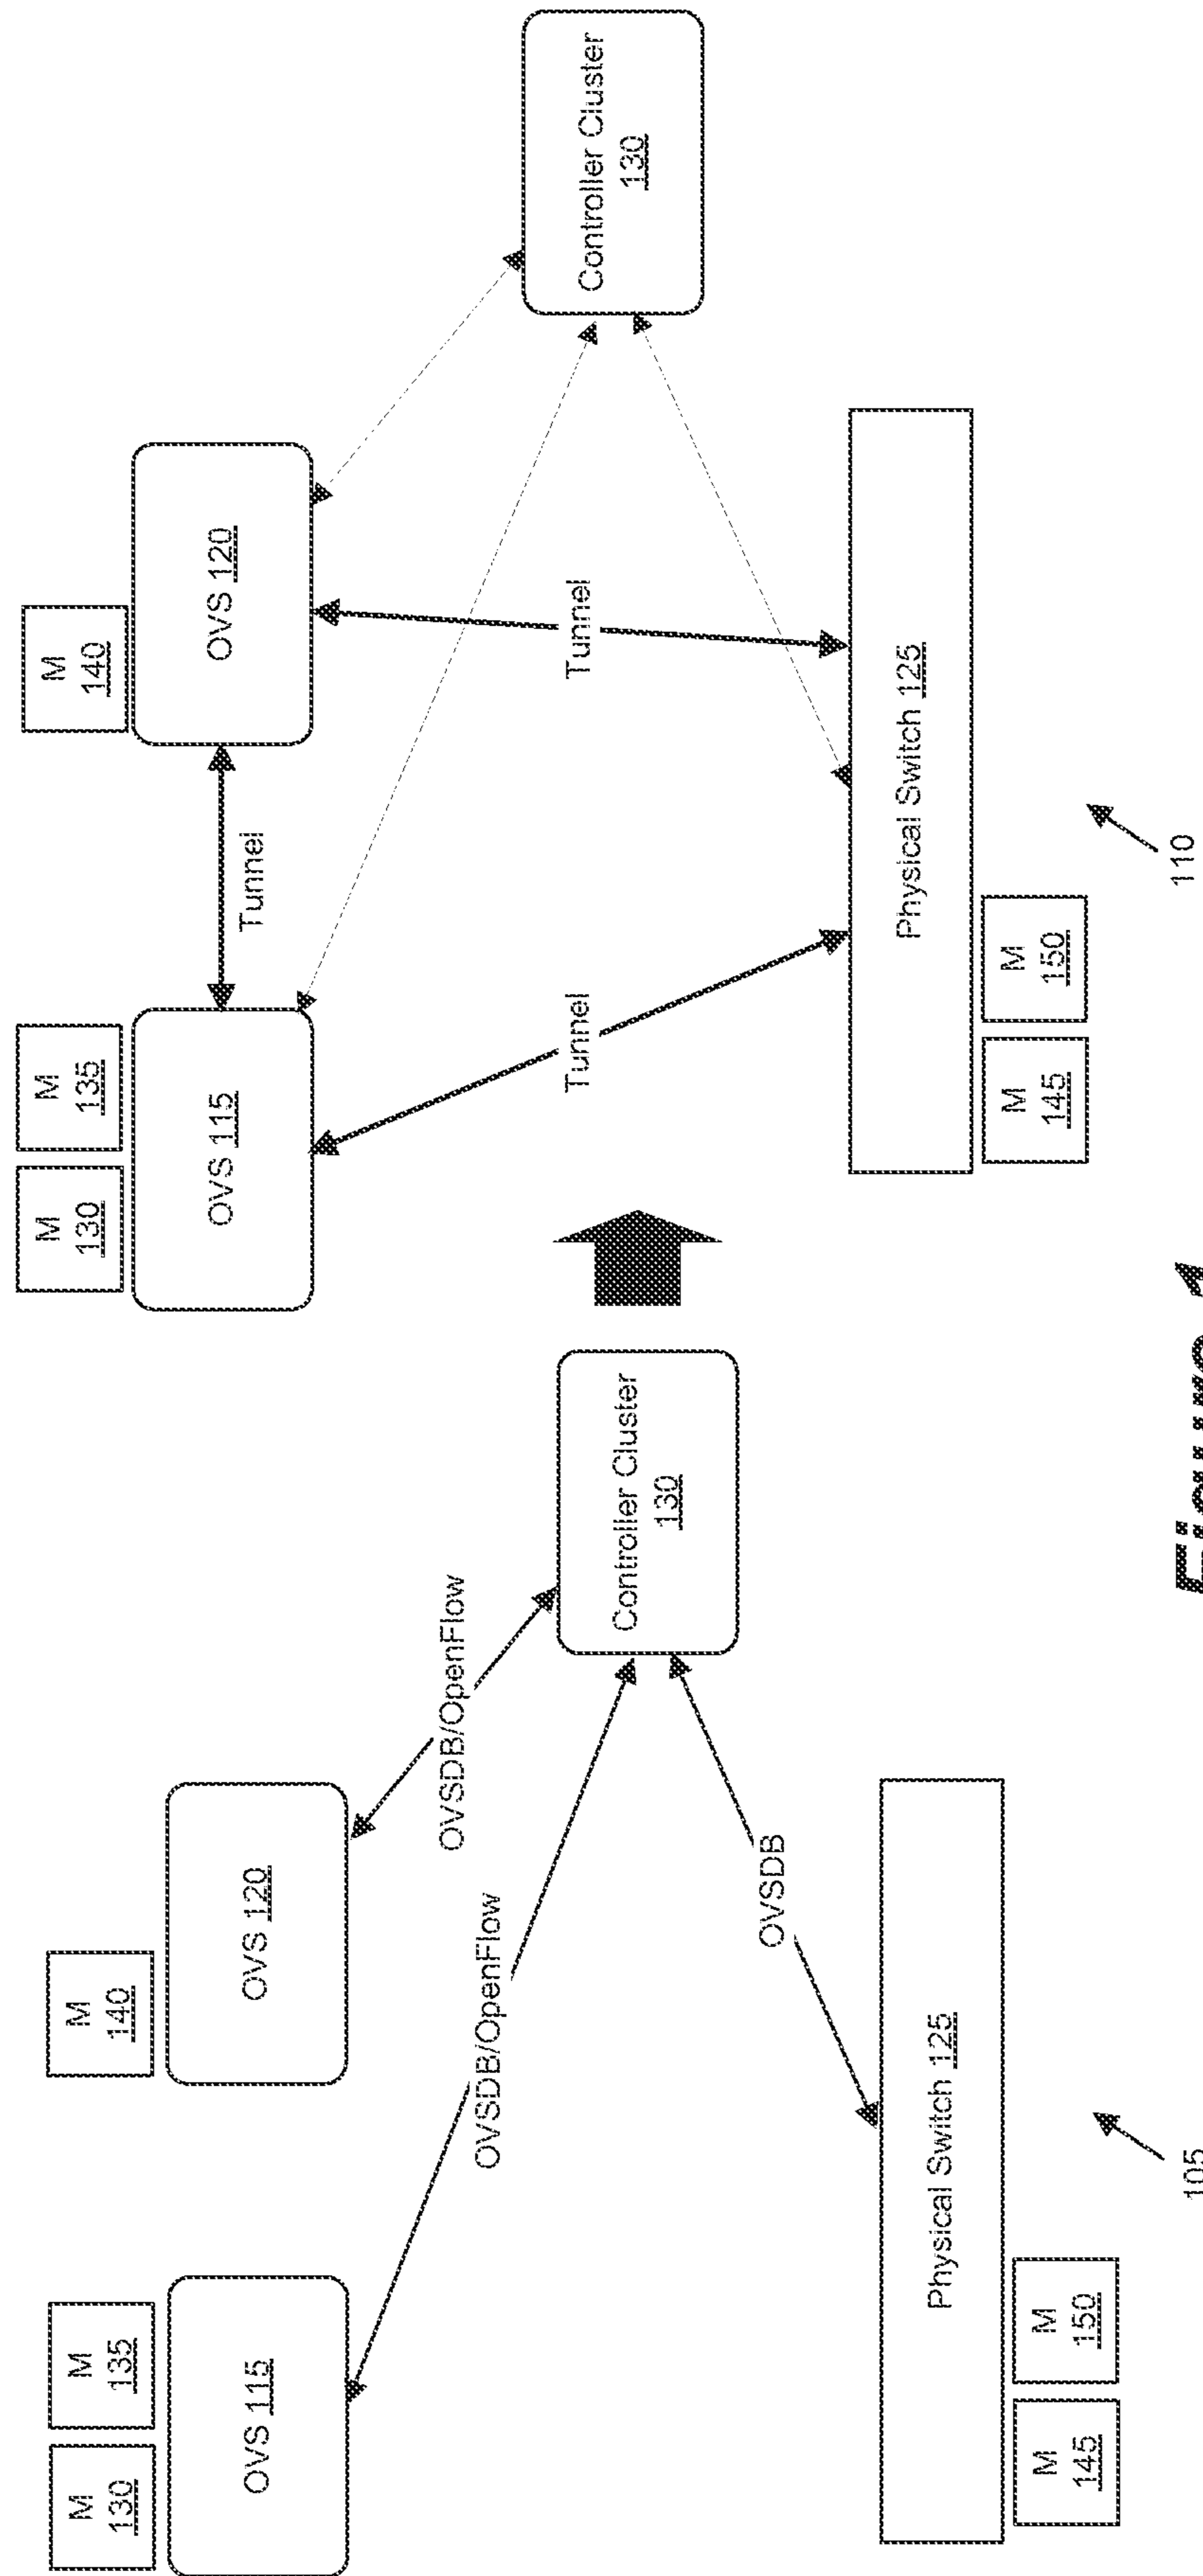 M
130
M
135
OVS 115
M
140
OVS 120
OVSDB/OpenFlow
OVSDB/OpenFlow
Controller Cluster
130
OVSDB
Physical Switch 125
M
145
M
150
105
M
130
M
135
OVS 115
Tunnel
M
140
OVS 120
Tunnel
Tunnel
Controller Cluster
130
Physical Switch 125
M
145
M
150
110
Figure 1